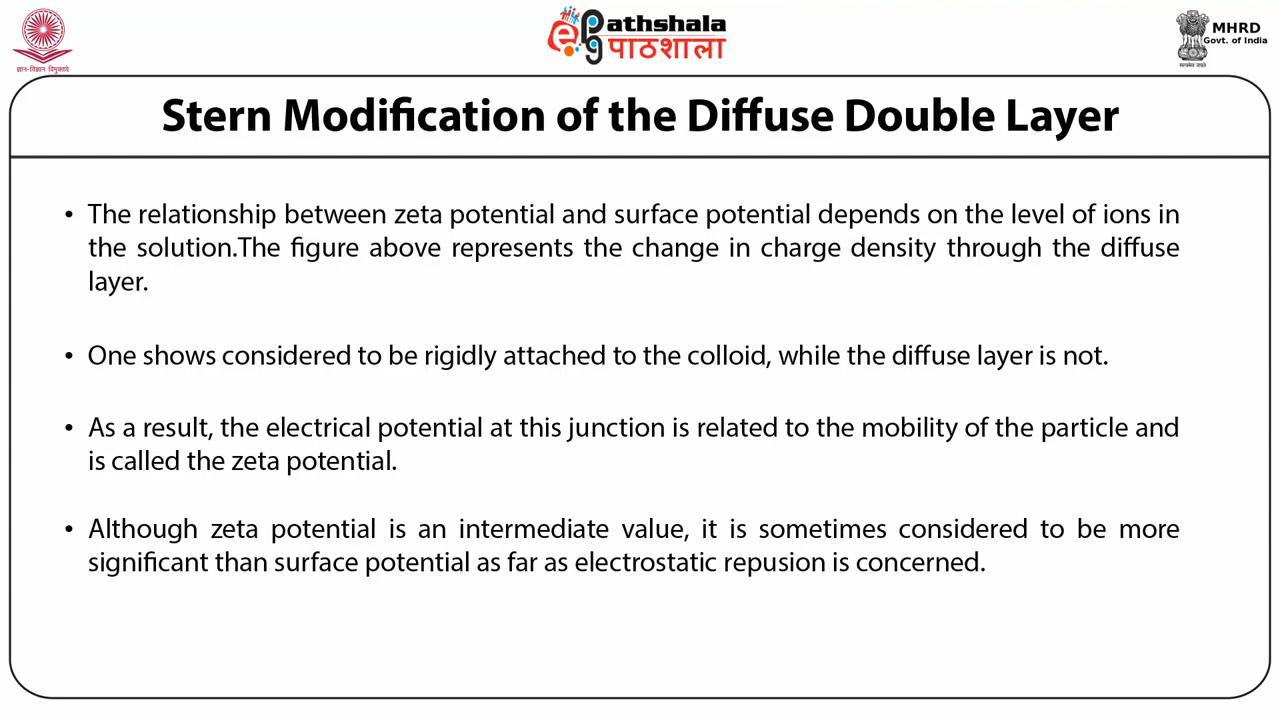 ज्ञान-विज्ञान विमुक्तये
epg
athshala
पाठशाला
सत्यमेव जयते
MHRD
Govt. of India
Stern Modification of the Diffuse Double Layer
• The relationship between zeta potential and surface potential depends on the level of ions in
the solution.The figure above represents the change in charge density through the diffuse
layer.
• One shows considered to be rigidly attached to the colloid, while the diffuse layer is not.
• As a result, the electrical potential at this junction is related to the mobility of the particle and
is called the zeta potential.
• Although zeta potential is an intermediate value, it is sometimes considered to be more
significant than surface potential as far as electrostatic repusion is concerned.